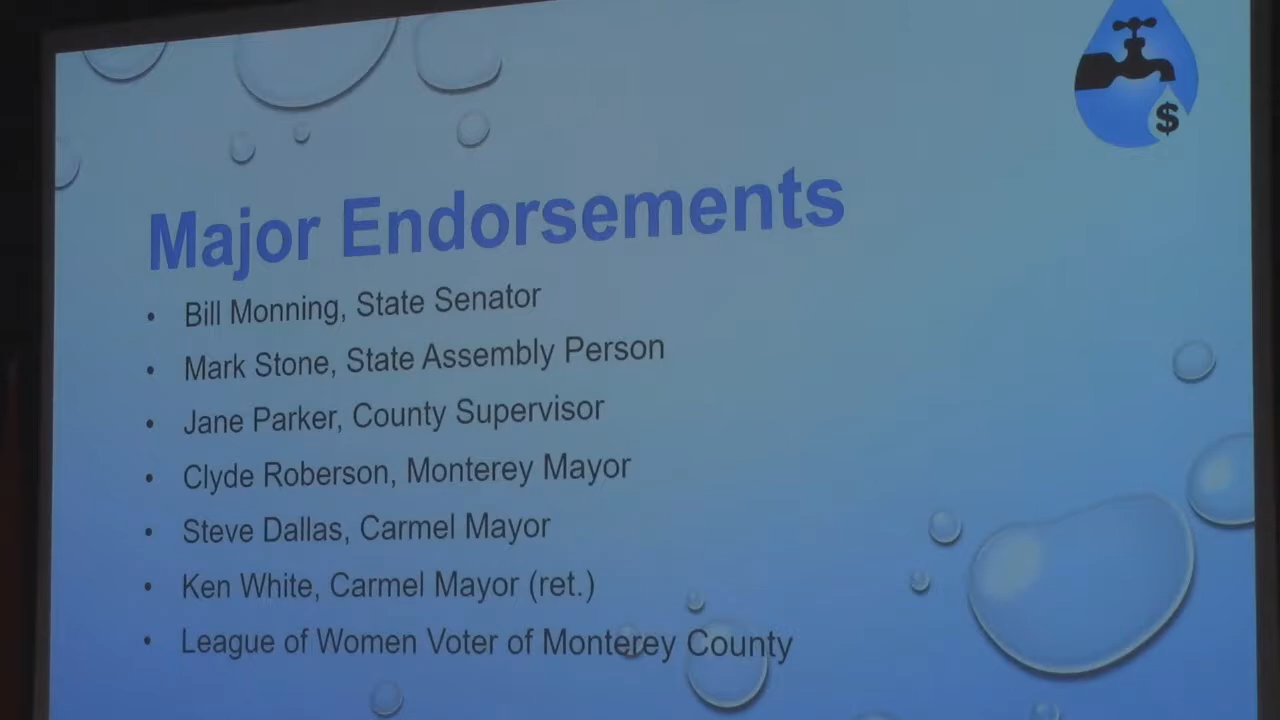 $
Major Endorsements
• Bill Monning, State Senator
• Mark Stone, State Assembly Person
• Jane Parker, County Supervisor
• Clyde Roberson, Monterey Mayor
• Steve Dallas, Carmel Mayor
• Ken White, Carmel Mayor (ret.)
• League of Women Voter of Monterey County